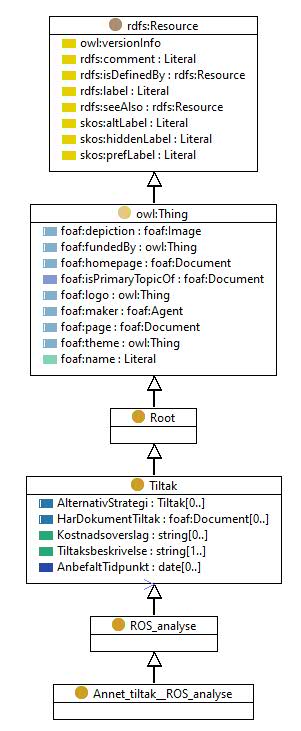 rdfs:Resource
owl:versionInfo
rdfs:comment : Literal
rdfs:isDefinedBy : rdfs:Resource
rdfs:label : Literal
rdfs:seeAlso : rdfs:Resource
skos:altLabel : Literal
skos:hiddenLabel : Literal
skos:prefLabel : Literal
owl:Thing
foaf:depiction : foaf:Image
foaf:fundedBy : owl:Thing
foaf:homepage : foaf:Document
foaf:isPrimaryTopicOf : foaf:Document
foaf:logo : owl:Thing
foaf:maker : foaf:Agent
foaf:page : foaf:Document
foaf:theme : owl:Thing
foaf:name : Literal
Root
Tiltak
AlternativStrategi : Tiltak[0..]
HarDokumentTiltak : foaf:Document[0..]
Kostnadsoverslag : string[0..]
Tiltaksbeskrivelse : string[1..]
AnbefaltTidpunkt : date[0..]
ROS_analyse
Annet_tiltak__ROS_analyse